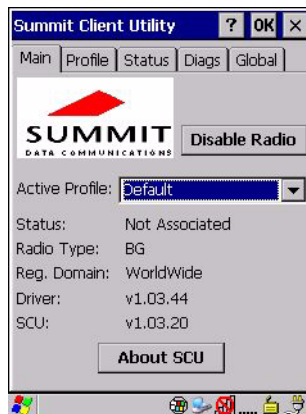 Summit Client Utility ? OK ×
Main Profile Status Diags Global
SUMMIT
DATA COMMUNICATIONS
Disable Radio
Active Profile: Default
Status: Not Associated
Radio Type: BG
Reg. Domain: WorldWide
Driver: v1.03.44
SCU: v1.03.20
About SCU